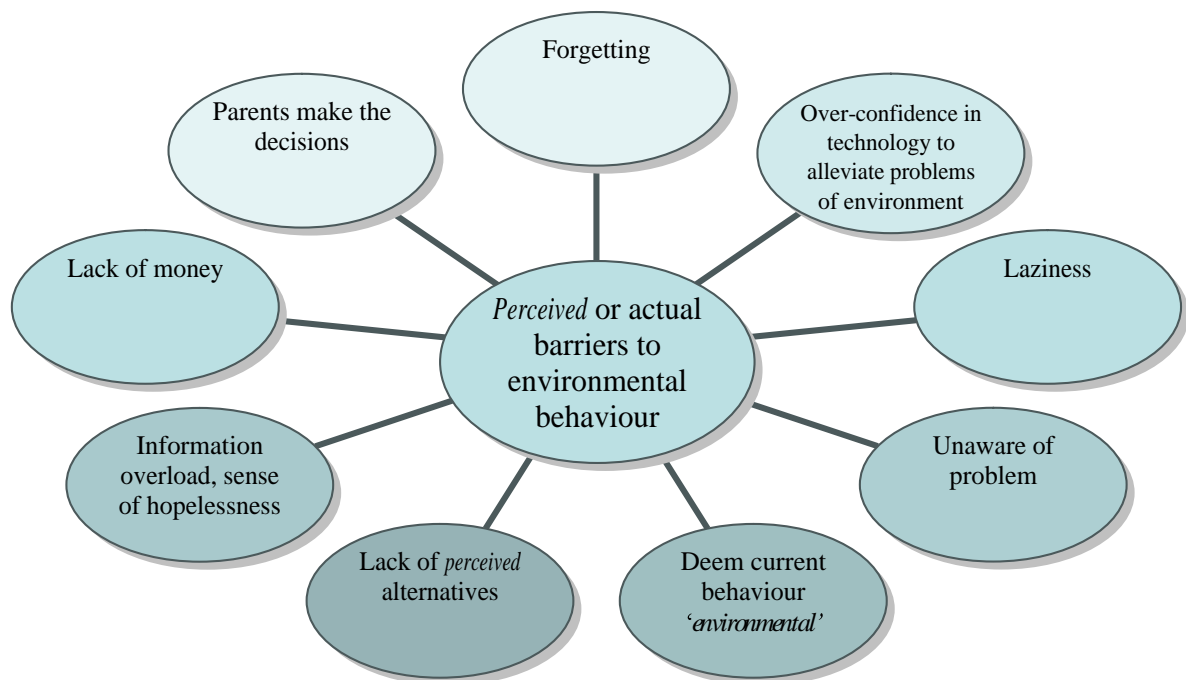 Forgetting
Parents make the
decisions
Over-confidence in
technology to
alleviate problems
of environment
Lack of money
Laziness
Perceived or actual
barriers to
environmental
behaviour
Information
overload, sense
of hopelessness
Unaware of
problem
Lack of perceived
alternatives
Deem current
behaviour
‘environmental’